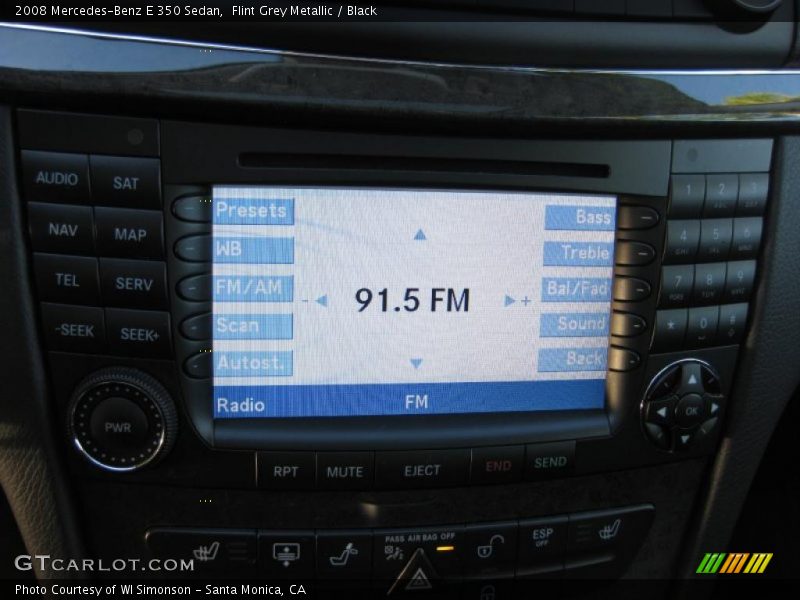 2008 Mercedes-Benz E 350 Sedan, Flint Grey Metallic / Black
AUDIO SAT
NAV MAP
TEL SERV
-SEEK SEEK+
PWR
Presets
WB
FM/AM
Scan
Autost.
91.5 FM
- +
Bass
Treble
Bal/Fad
Sound
Back
Radio FM
1 2 3
4 5 6
7 8 9
* 0
OK
RPT MUTE EJECT END SEND
PASS AIR BAG OFF
ESP
OFF
GTCARLOT.COM
Photo Courtesy of WI Simonson - Santa Monica, CA